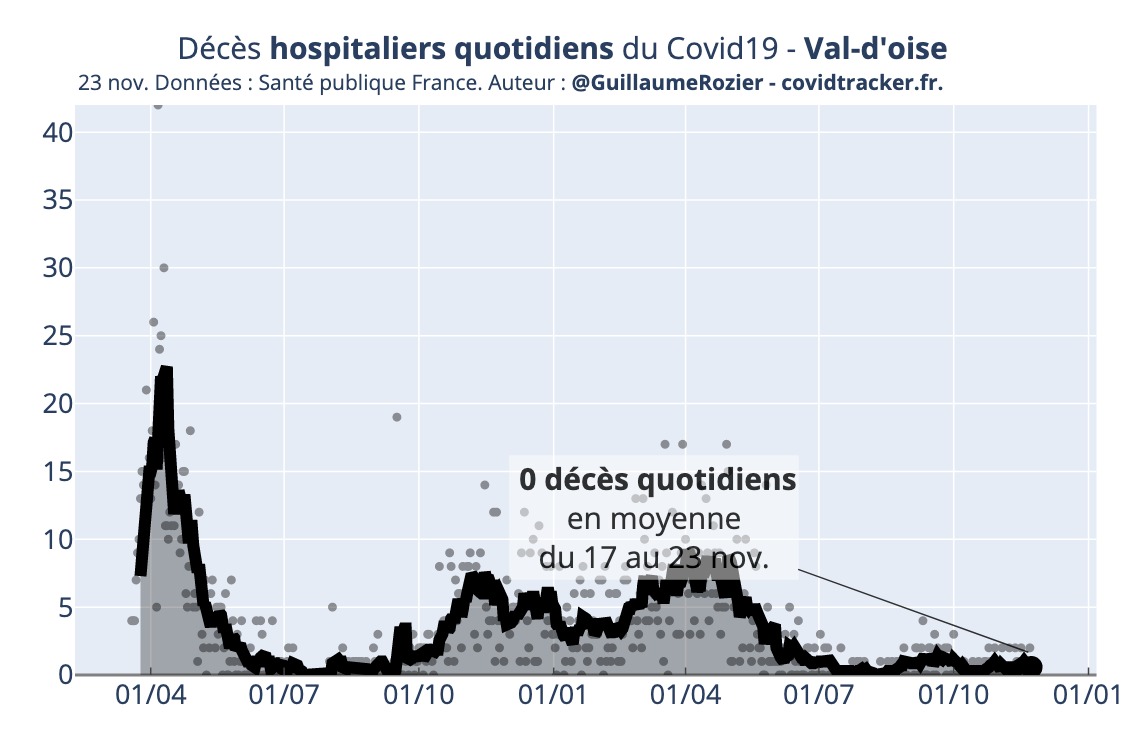 Décès hospitaliers quotidiens du Covid19 - Val-d'oise
23 nov. Données : Santé publique France. Auteur : @GuillaumeRozier - covidtracker.fr.
40
35
30
25
20
15
10
5
0
0 décès quotidiens
en moyenne
du 17 au 23 nov.
01/04 01/07 01/10 01/01 01/04 01/07 01/10 01/01